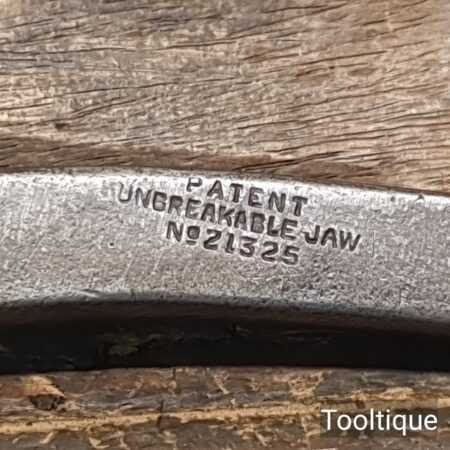 PATENT
UNBREAKABLE JAW
Nº21325
Tooltique